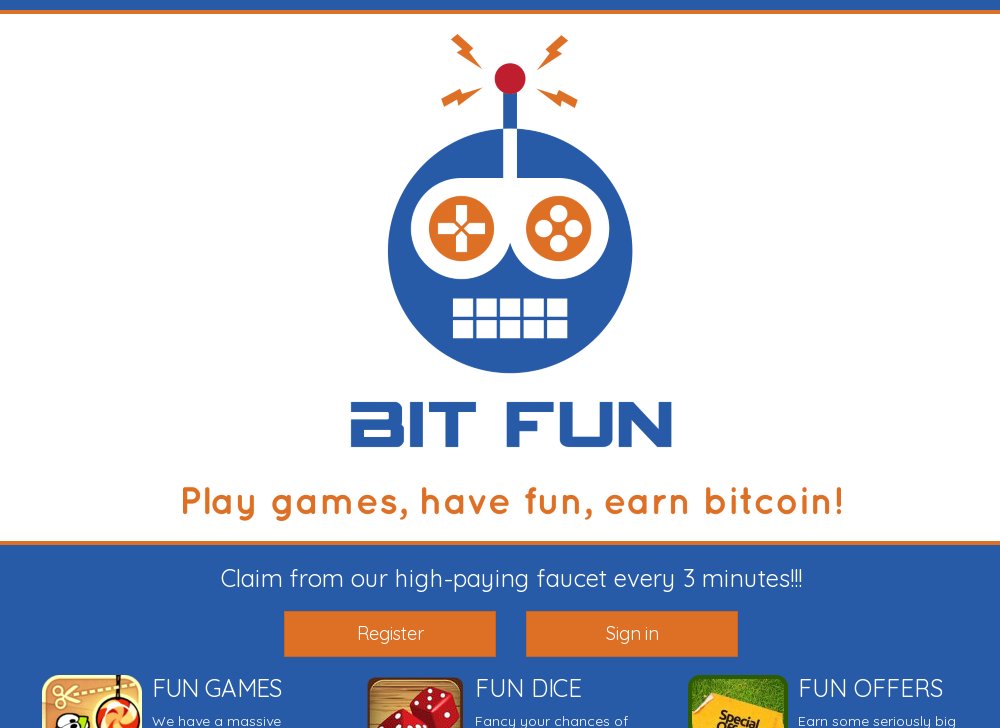 BIT FUN
Play games, have fun, earn bitcoin!
Claim from our high-paying faucet every 3 minutes!!!
Register
Sign in
FUN GAMES
We have a massive
FUN DICE
Fancy your chances of
Special
FUN OFFERS
Earn some seriously big